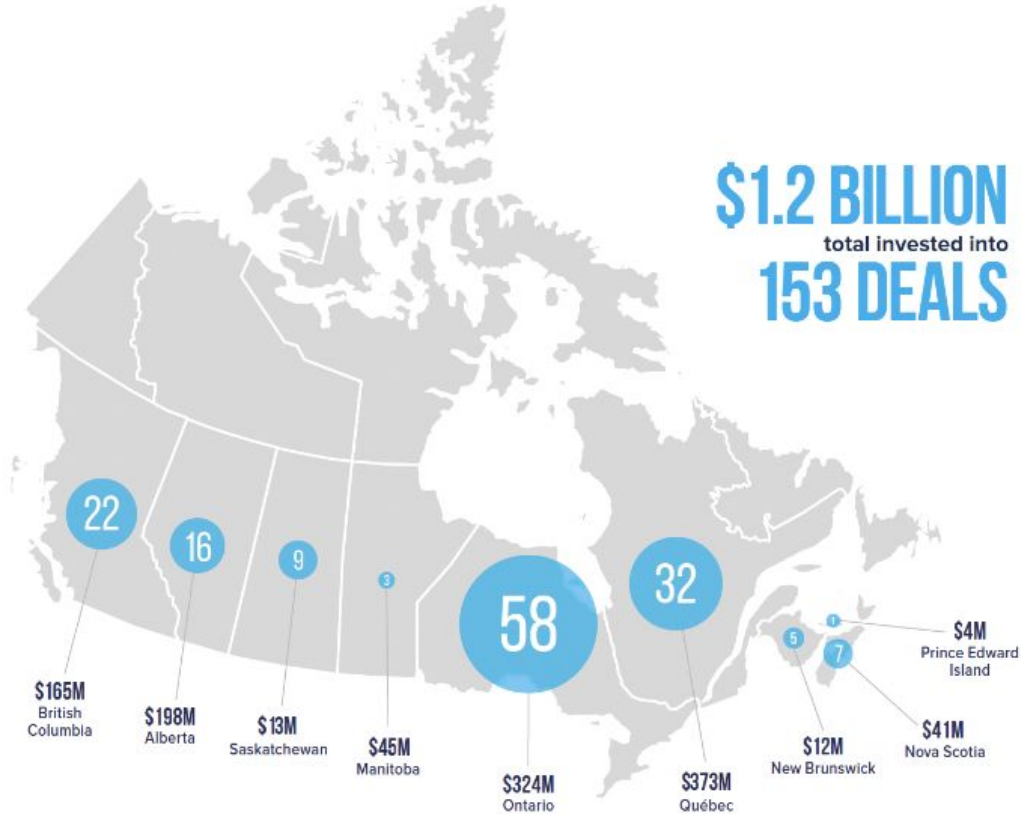 $1.2 BILLION
total invested into
153 DEALS
22
16
9
3
58
32
5
7
1
$165M
British
Columbia
$198M
Alberta
$13M
Saskatchewan
$45M
Manitoba
$324M
Ontario
$373M
Québec
$12M
New Brunswick
$41M
Nova Scotia
$4M
Prince Edward
Island